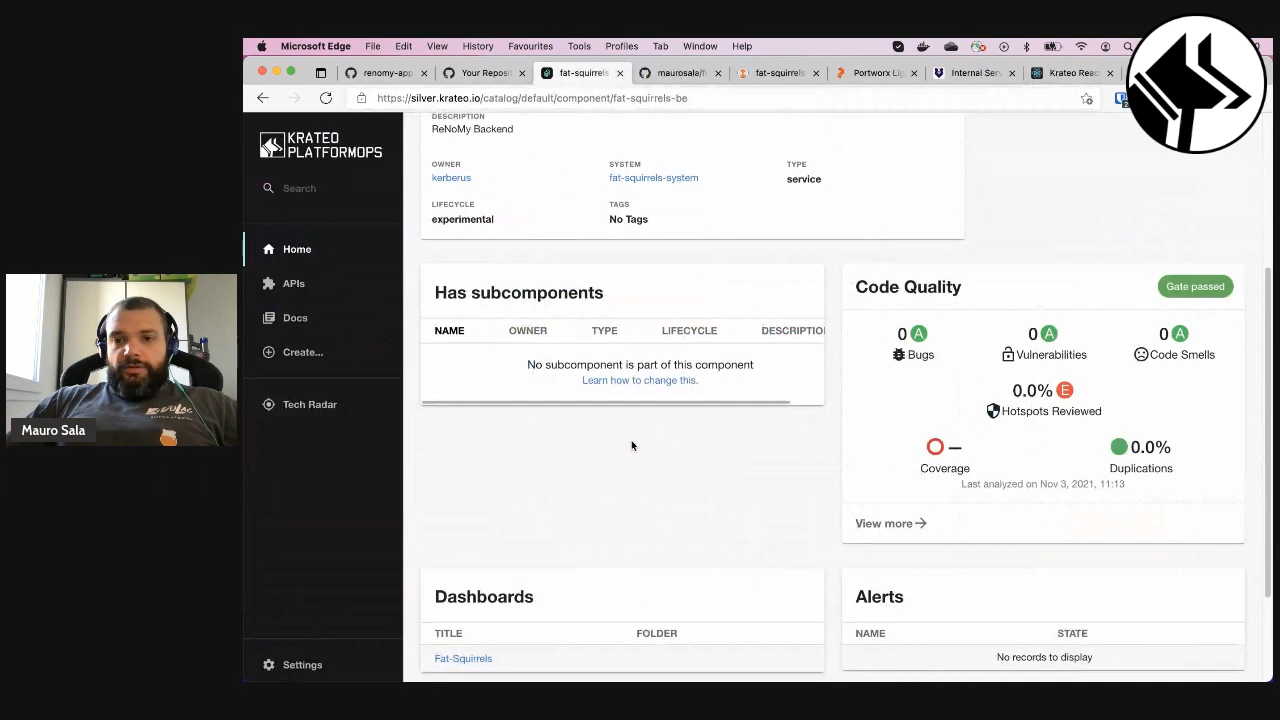 Microsoft Edge File Edit View History Favourites Tools Profiles Tab Window Help
renomy-app
Your Reposit
fat-squirrels
maurosala/f
fat-squirrels
Portworx Li
Internal Serv
Krateo Rea
https://silver.krateo.io/catalog/default/component/fat-squirrels-be
KRATEO
PLATFORMOPS
Search
Home
APIs
Docs
Create...
Tech Radar
Settings
DESCRIPTION
ReNoMy Backend
OWNER SYSTEM TYPE
kerberus fat-squirrels-system service
LIFECYCLE TAGS
experimental No Tags
Has subcomponents
NAME OWNER TYPE LIFECYCLE DESCRIPTIO
No subcomponent is part of this component
Learn how to change this.
Code Quality Gate passed
0 A 0 A 0 A
Bugs Vulnerabilities Code Smells
0.0% E
Hotspots Reviewed
— 0.0%
Coverage Duplications
Last analyzed on Nov 3, 2021, 11:13
View more
Dashboards
TITLE FOLDER
Fat-Squirrels
Alerts
NAME STATE
No records to display
Mauro Sala